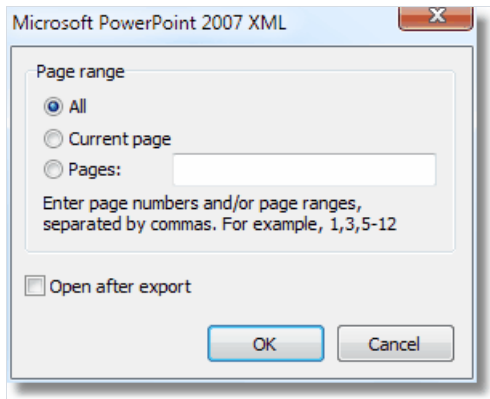 Microsoft PowerPoint 2007 XML
Page range
All
Current page
Pages:
Enter page numbers and/or page ranges,
separated by commas. For example, 1,3,5-12
Open after export
OK
Cancel